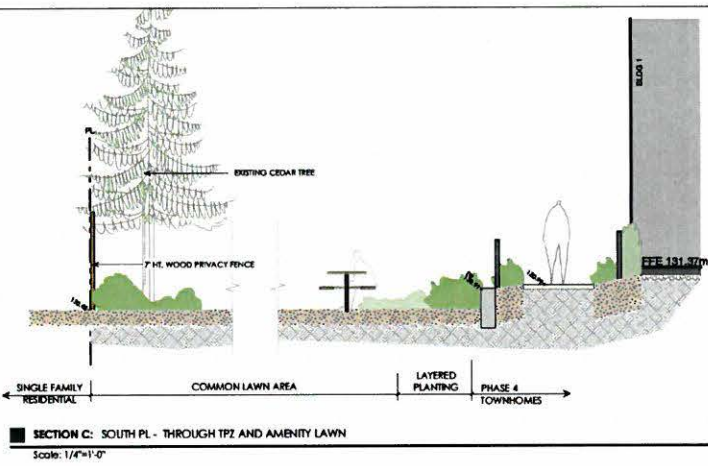 BLDG 1
PL
EXISTING CEDAR TREE
7' HT. WOOD PRIVACY FENCE
FFE 131.37m
SINGLE FAMILY
RESIDENTIAL
COMMON LAWN AREA
LAYERED
PLANTING
PHASE 4
TOWNHOMES
SECTION C: SOUTH PL - THROUGH TPZ AND AMENITY LAWN
Scale: 1/4"=1'-0"